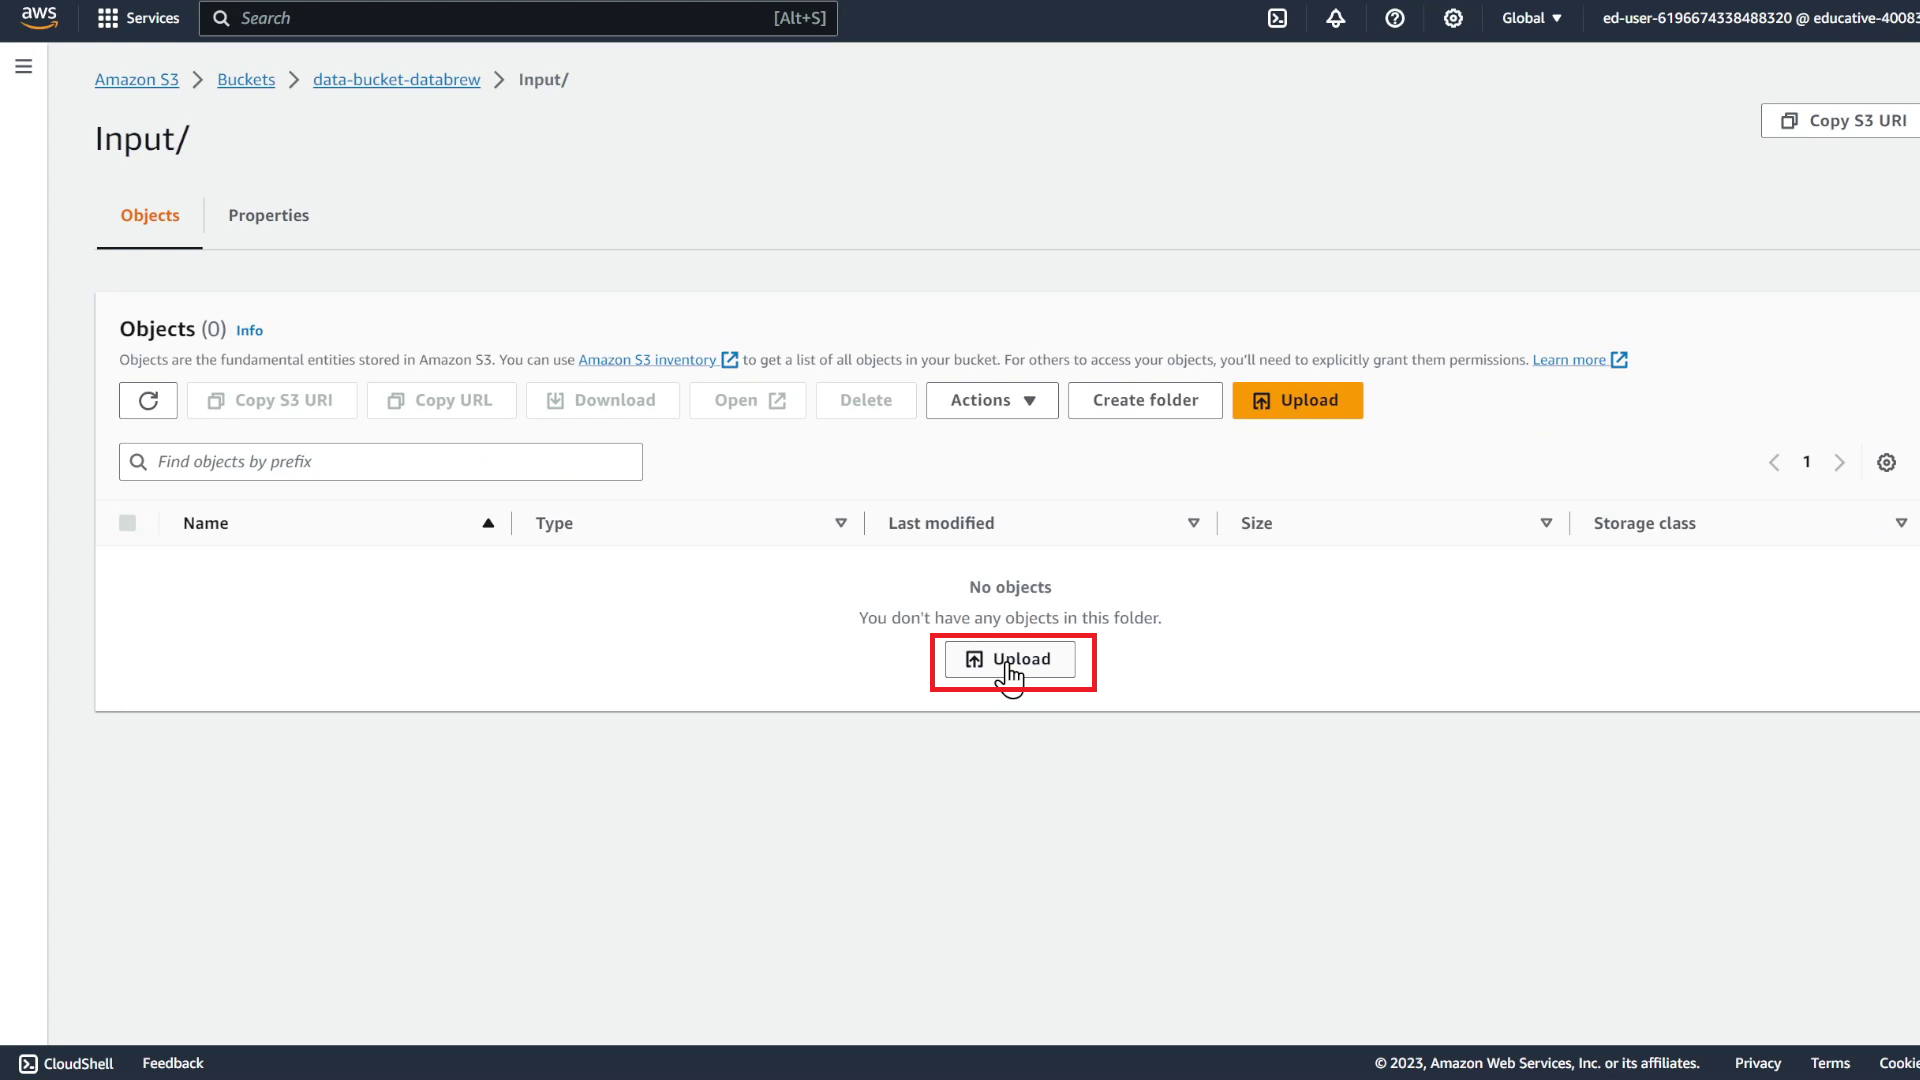 aws Services Search [Alt+S] Global ed-user-6196674338488320 @ educative-40083
Amazon S3 Buckets data-bucket-databrew Input/
Copy S3 URI
Input/
Objects Properties
Objects (0) Info
Objects are the fundamental entities stored in Amazon S3. You can use Amazon S3 inventory to get a list of all objects in your bucket. For others to access your objects, you'll need to explicitly grant them permissions. Learn more
Copy S3 URI Copy URL Download Open Delete Actions Create folder Upload
Find objects by prefix 1
Name Type Last modified Size Storage class
No objects
You don't have any objects in this folder.
Upload
CloudShell Feedback © 2023, Amazon Web Services, Inc. or its affiliates. Privacy Terms Cookie